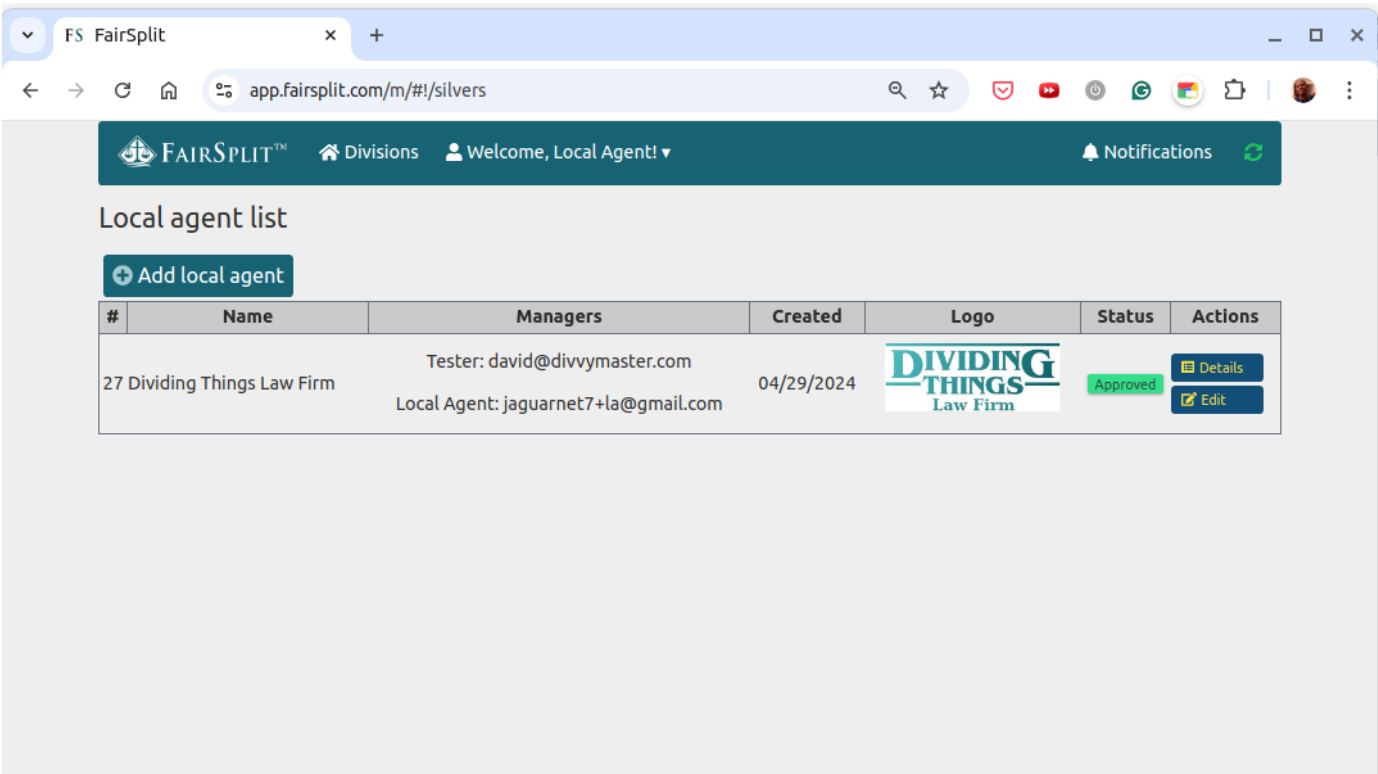 FS FairSplit
app.fairsplit.com/m/#!/silvers
FAIRSPLIT™ Divisions Welcome, Local Agent! ▾ Notifications
Local agent list
Add local agent
# Name Managers Created Logo Status Actions
27 Dividing Things Law Firm
Tester: david@divvymaster.com
Local Agent: jaguarnet7+la@gmail.com
04/29/2024
DIVIDING
THINGS
Law Firm
Approved
Details
Edit